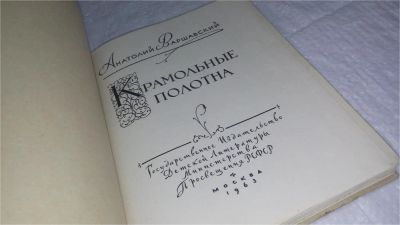 Анатолий Варшавский
Крамольные
полотна
Государственное Издательство
Детской Литературы
Министерства
Просвещения РСФСР
Москва
1963